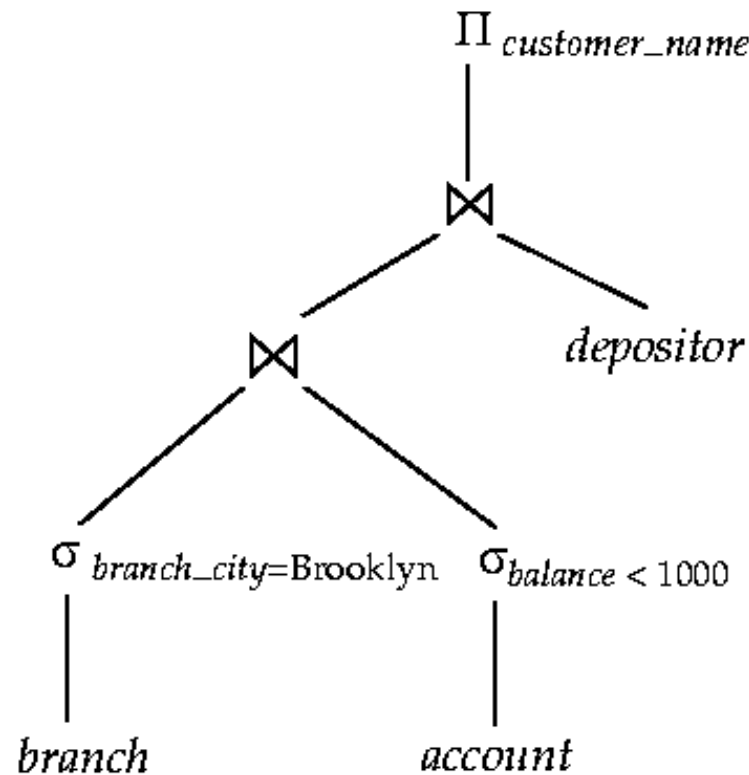 Π customer_name
⋈
depositor
⋈
σ branch_city=Brooklyn
σ balance < 1000
branch
account